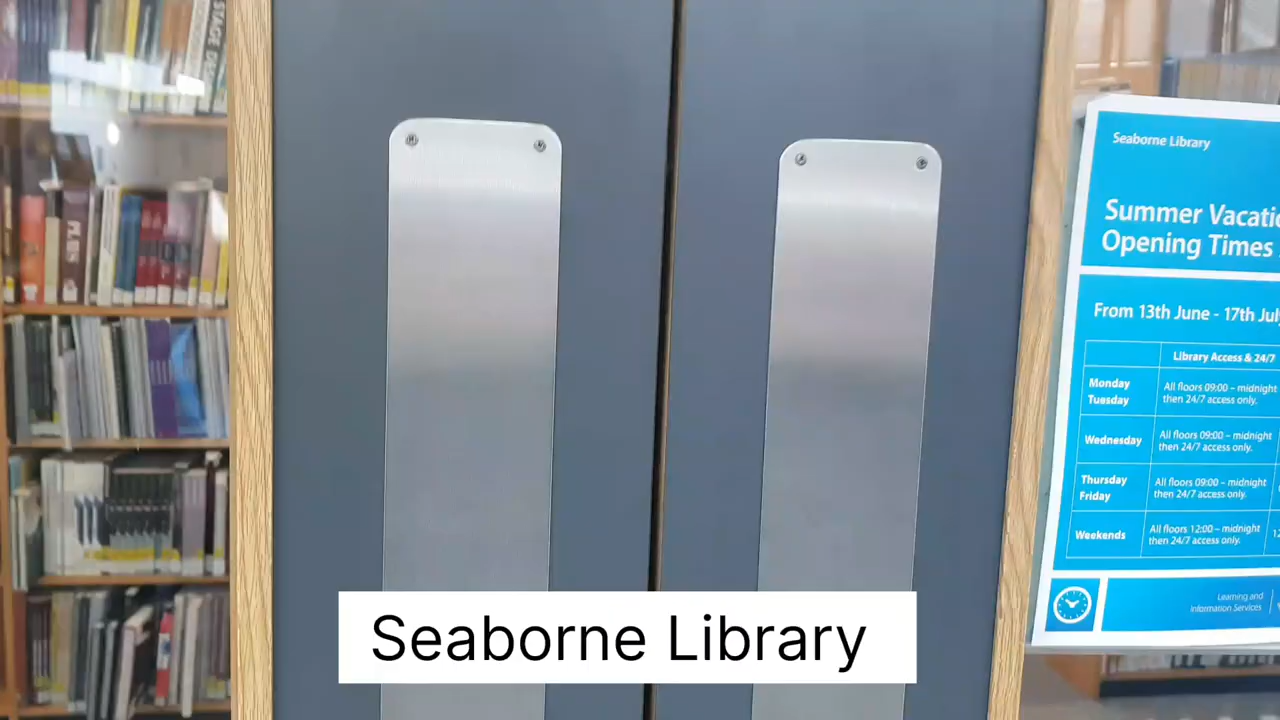 STAGE
Seaborne Library
Summer Vacatio
Opening Times
From 13th June - 17th July
Library Access & 24/7
Monday
Tuesday
All floors 09:00 – midnight
then 24/7 access only.
Wednesday
All floors 09:00 – midnight
then 24/7 access only.
Thursday
Friday
All floors 09:00 – midnight
then 24/7 access only.
Weekends
All floors 12:00 – midnight
then 24/7 access only.
12
Learning and
Information Services
Seaborne Library